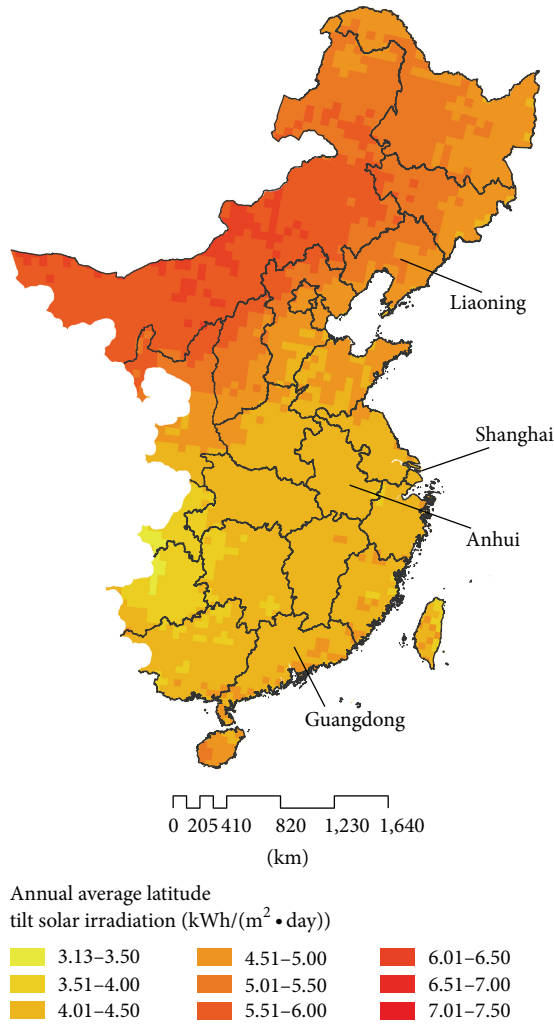 Liaoning
Shanghai
Anhui
Guangdong
0 205 410 820 1,230 1,640
(km)
Annual average latitude
tilt solar irradiation (kWh/(m² • day))
3.13–3.50 4.51–5.00 6.01–6.50
3.51–4.00 5.01–5.50 6.51–7.00
4.01–4.50 5.51–6.00 7.01–7.50